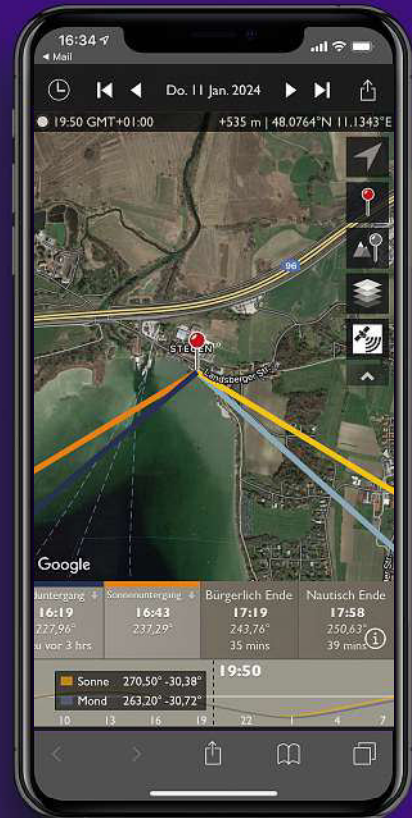 16:34
◄ Mail
Do. 11 Jan. 2024
19:50 GMT+01:00 +535 m | 48.0764°N 11.1343°E
96
STEGEN
Landsberger Str.
Google
duntergang Sonnenuntergang Bürgerlich Ende Nautisch Ende
16:19 16:43 17:19 17:58
227,96° 237,29° 243,76° 250,63°
u vor 3 hrs 35 mins 39 mins
19:50
Sonne 270,50° -30,38°
Mond 263,20° -30,72°
10 13 16 19 22 1 4 7